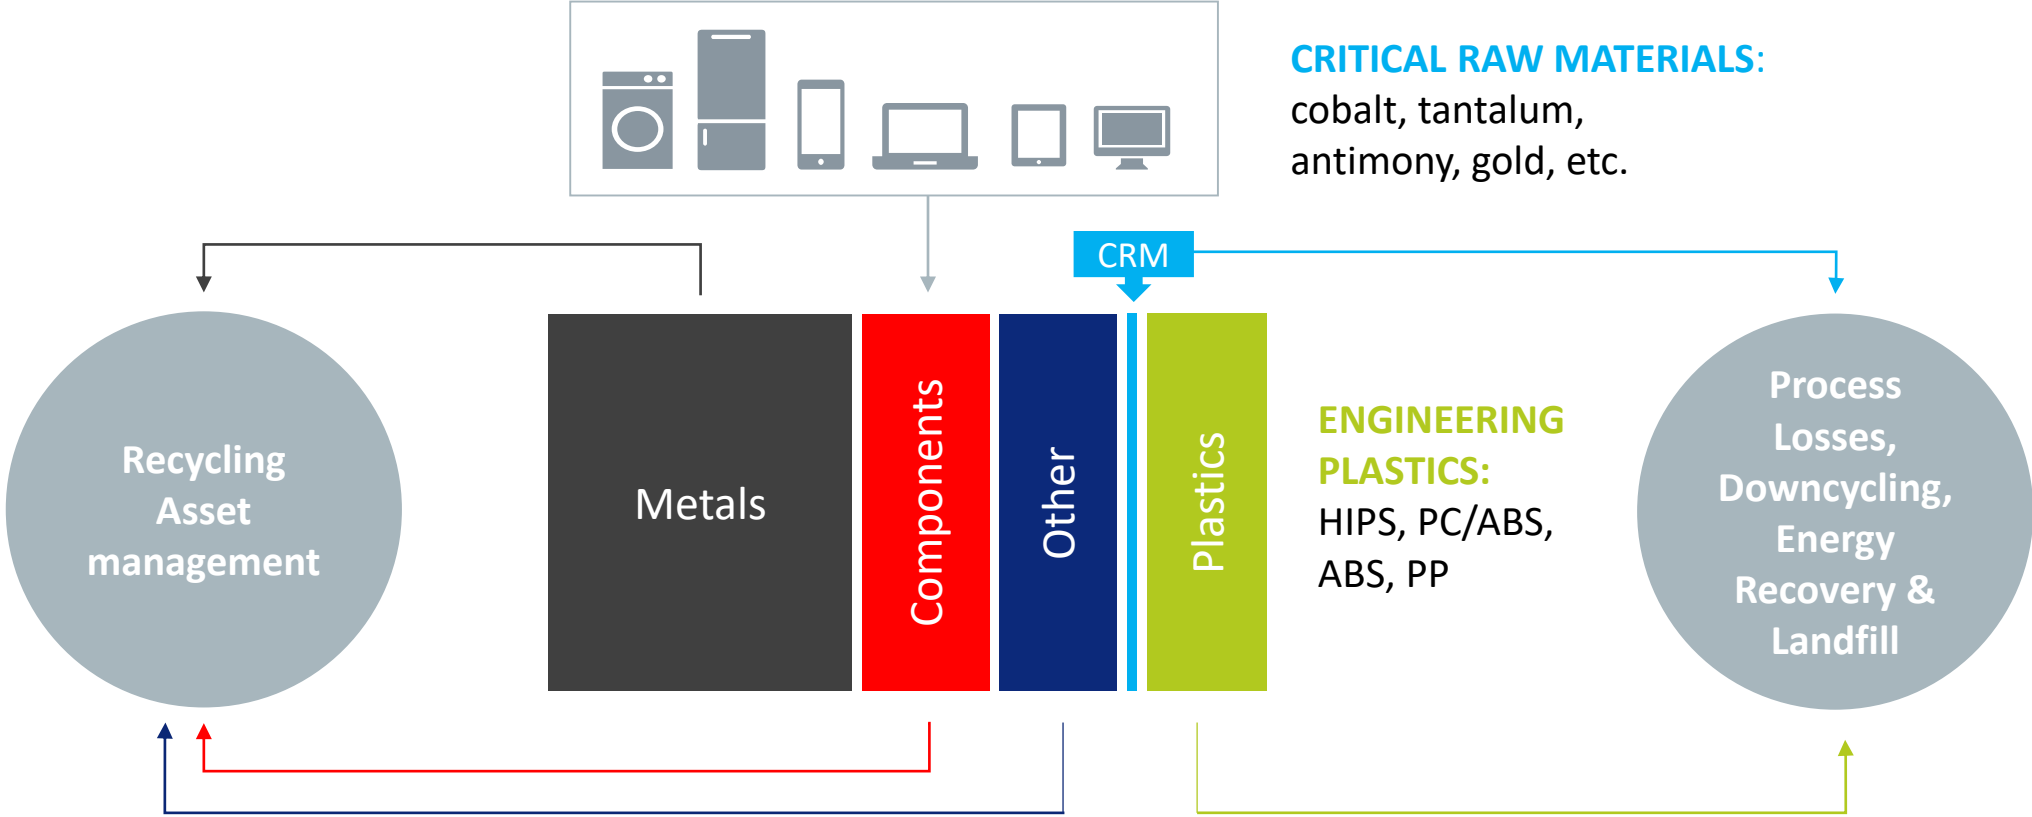 CRITICAL RAW MATERIALS:
cobalt, tantalum,
antimony, gold, etc.
CRM
Recycling
Asset
management
Metals
Components
Other
Plastics
ENGINEERING
PLASTICS:
HIPS, PC/ABS,
ABS, PP
Process
Losses,
Downcycling,
Energy
Recovery &
Landfill